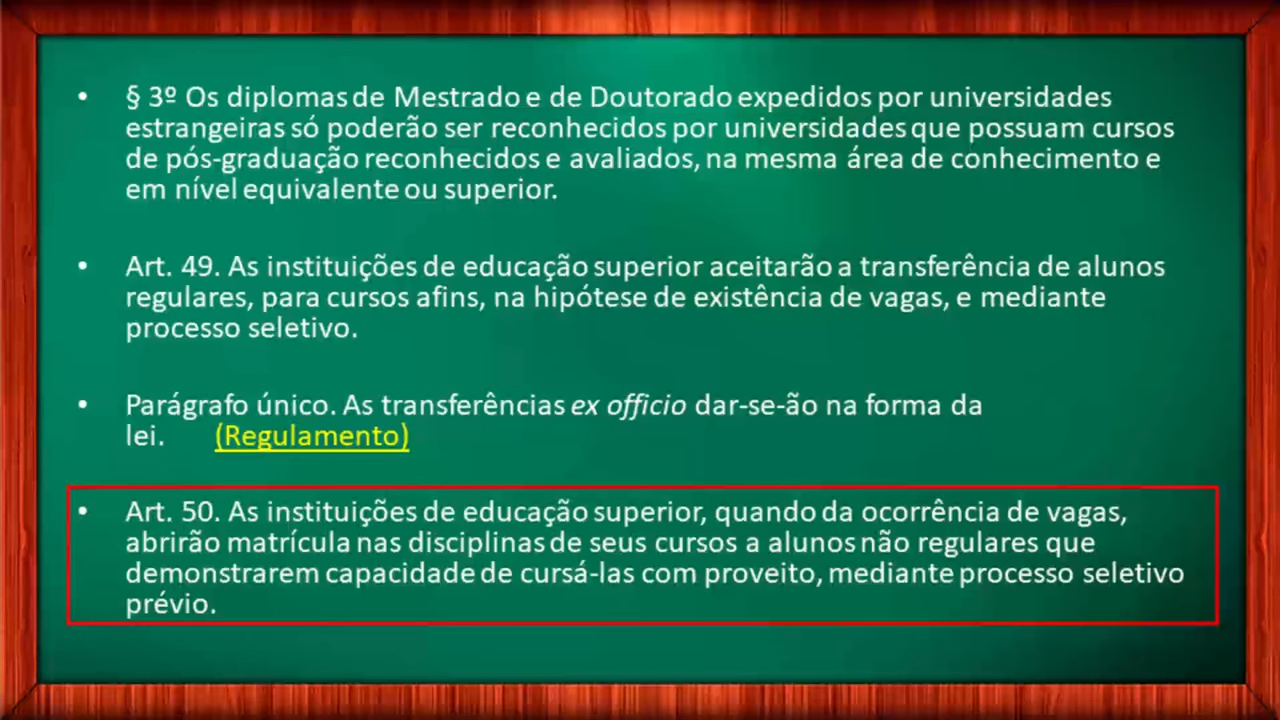 • § 3º Os diplomas de Mestrado e de Doutorado expedidos por universidades
estrangeiras só poderão ser reconhecidos por universidades que possuam cursos
de pós-graduação reconhecidos e avaliados, na mesma área de conhecimento e
em nível equivalente ou superior.
• Art. 49. As instituições de educação superior aceitarão a transferência de alunos
regulares, para cursos afins, na hipótese de existência de vagas, e mediante
processo seletivo.
• Parágrafo único. As transferências ex officio dar-se-ão na forma da
lei. (Regulamento)
• Art. 50. As instituições de educação superior, quando da ocorrência de vagas,
abrirão matrícula nas disciplinas de seus cursos a alunos não regulares que
demonstrarem capacidade de cursá-las com proveito, mediante processo seletivo
prévio.